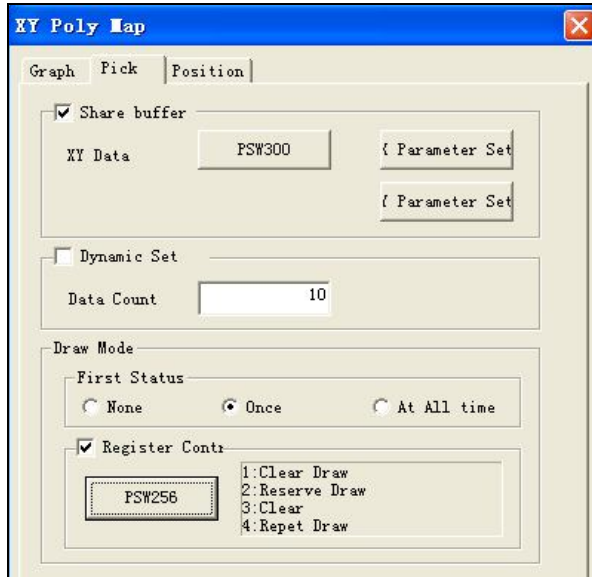 XY Poly Map
Graph Pick Position
Share buffer
XY Data PSW300 Parameter Set
Parameter Set
Dynamic Set
Data Count 10
Draw Mode
First Status
None Once At All time
Register Contr
PSW256
1:Clear Draw
2:Reserve Draw
3:Clear
4:Repet Draw